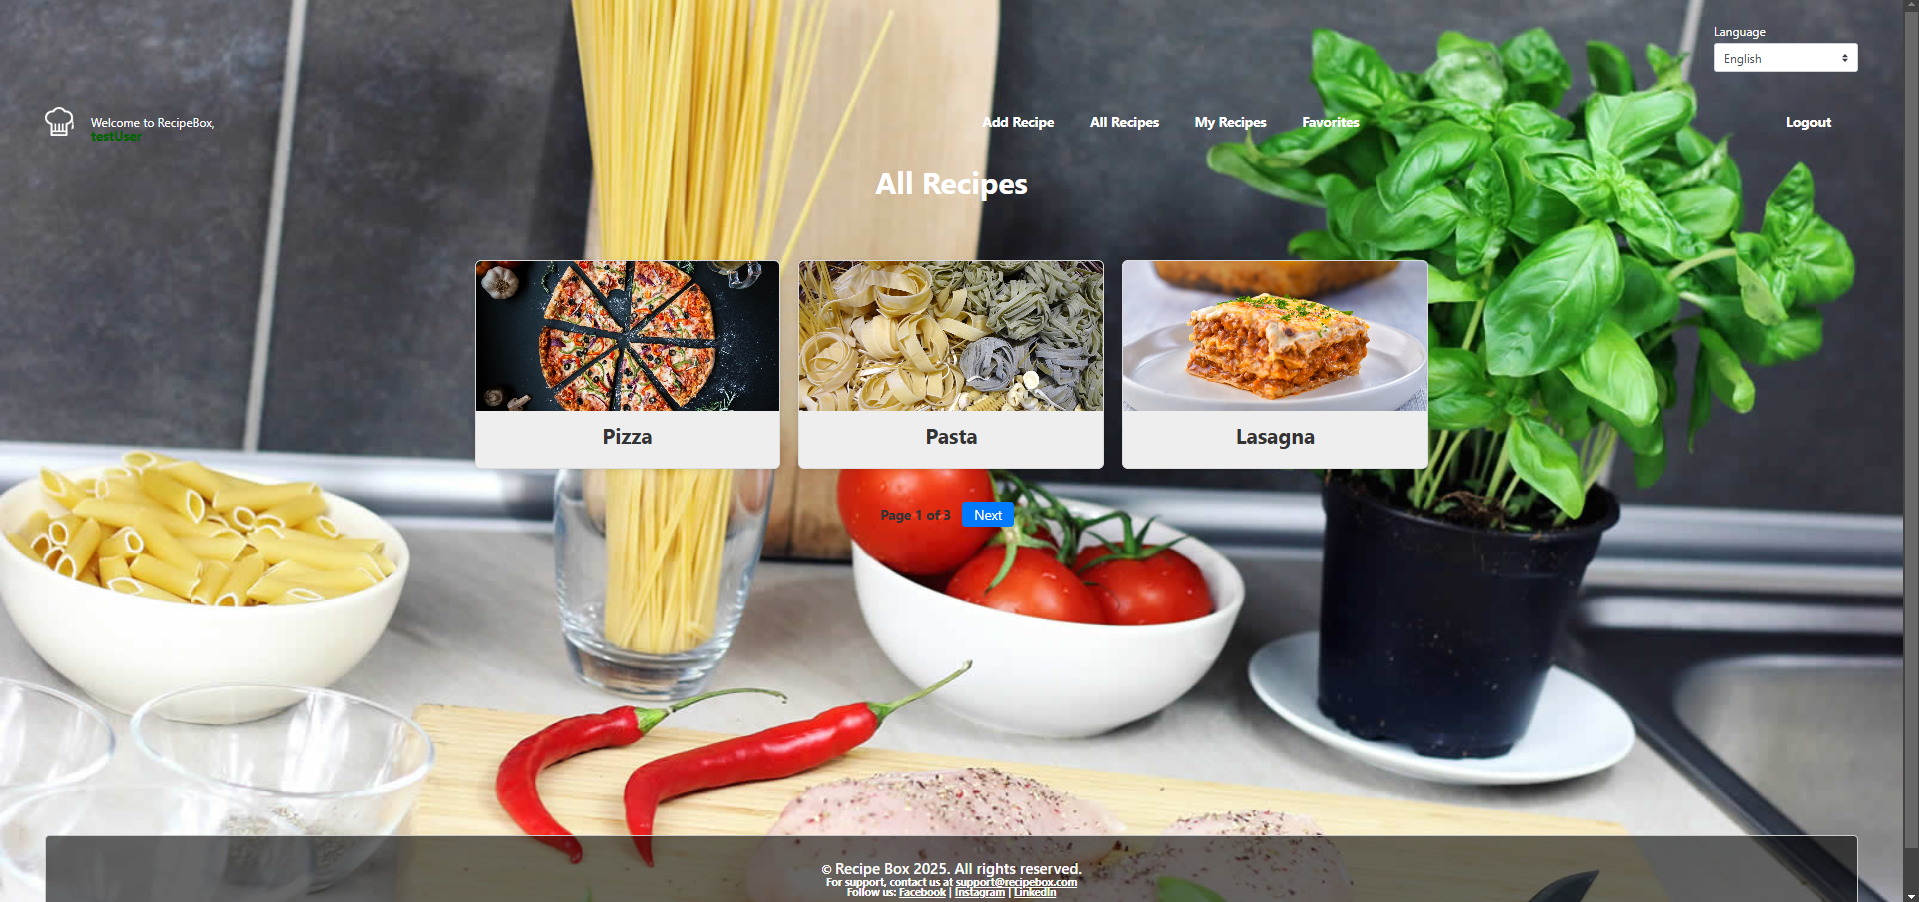 Language
English
Welcome to RecipeBox,
testUser
Add Recipe
All Recipes
My Recipes
Favorites
Logout
All Recipes
Pizza
Pasta
Lasagna
Page 1 of 3
Next
© Recipe Box 2025. All rights reserved.
For support, contact us at support@recipebox.com
Follow us: Facebook | Instagram | LinkedIn